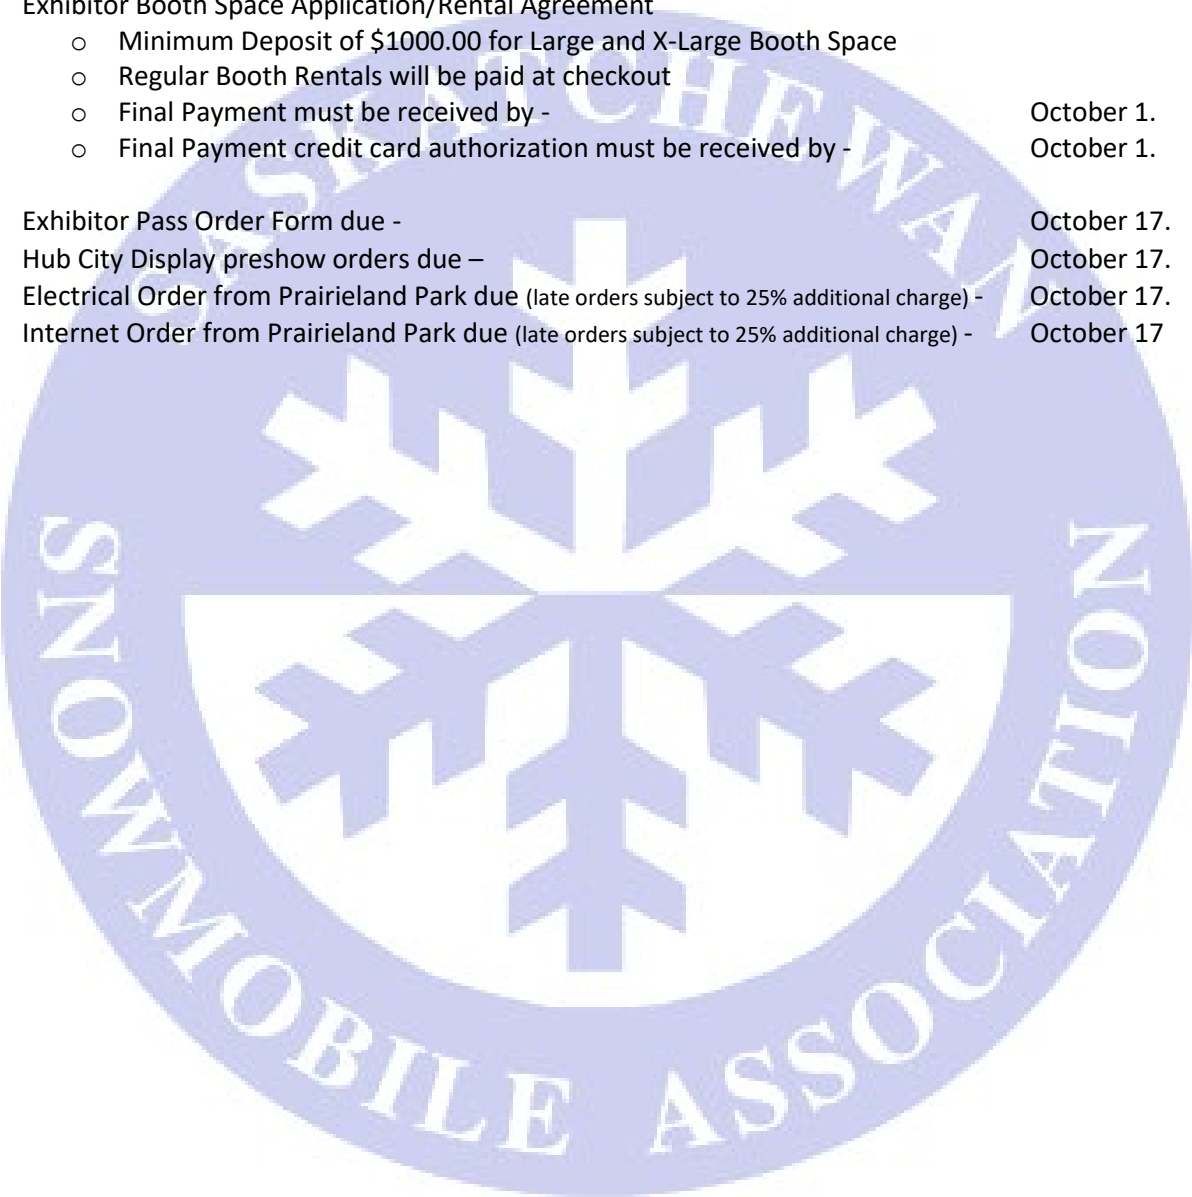 Exhibitor Booth Space Application/Rental Agreement
o Minimum Deposit of $1000.00 for Large and X-Large Booth Space
o Regular Booth Rentals will be paid at checkout
o Final Payment must be received by - October 1.
o Final Payment credit card authorization must be received by - October 1.
Exhibitor Pass Order Form due - October 17.
Hub City Display preshow orders due – October 17.
Electrical Order from Prairieland Park due (late orders subject to 25% additional charge) - October 17.
Internet Order from Prairieland Park due (late orders subject to 25% additional charge) - October 17
SASKATCHEWAN
SNOWMOBILE ASSOCIATION